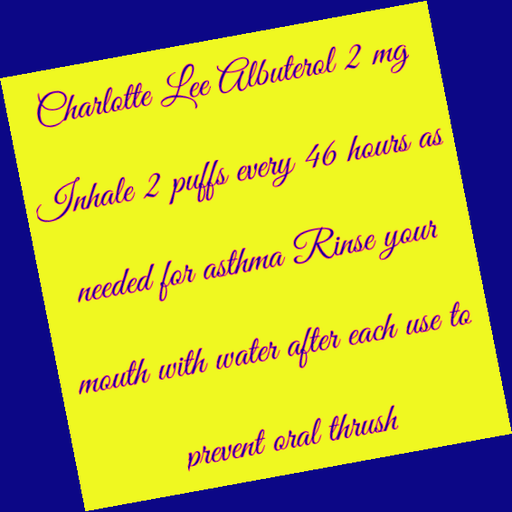 Charlotte Lee Albuterol 2 mg
Inhale 2 puffs every 46 hours as
needed for asthma Rinse your
mouth with water after each use to
prevent oral thrush